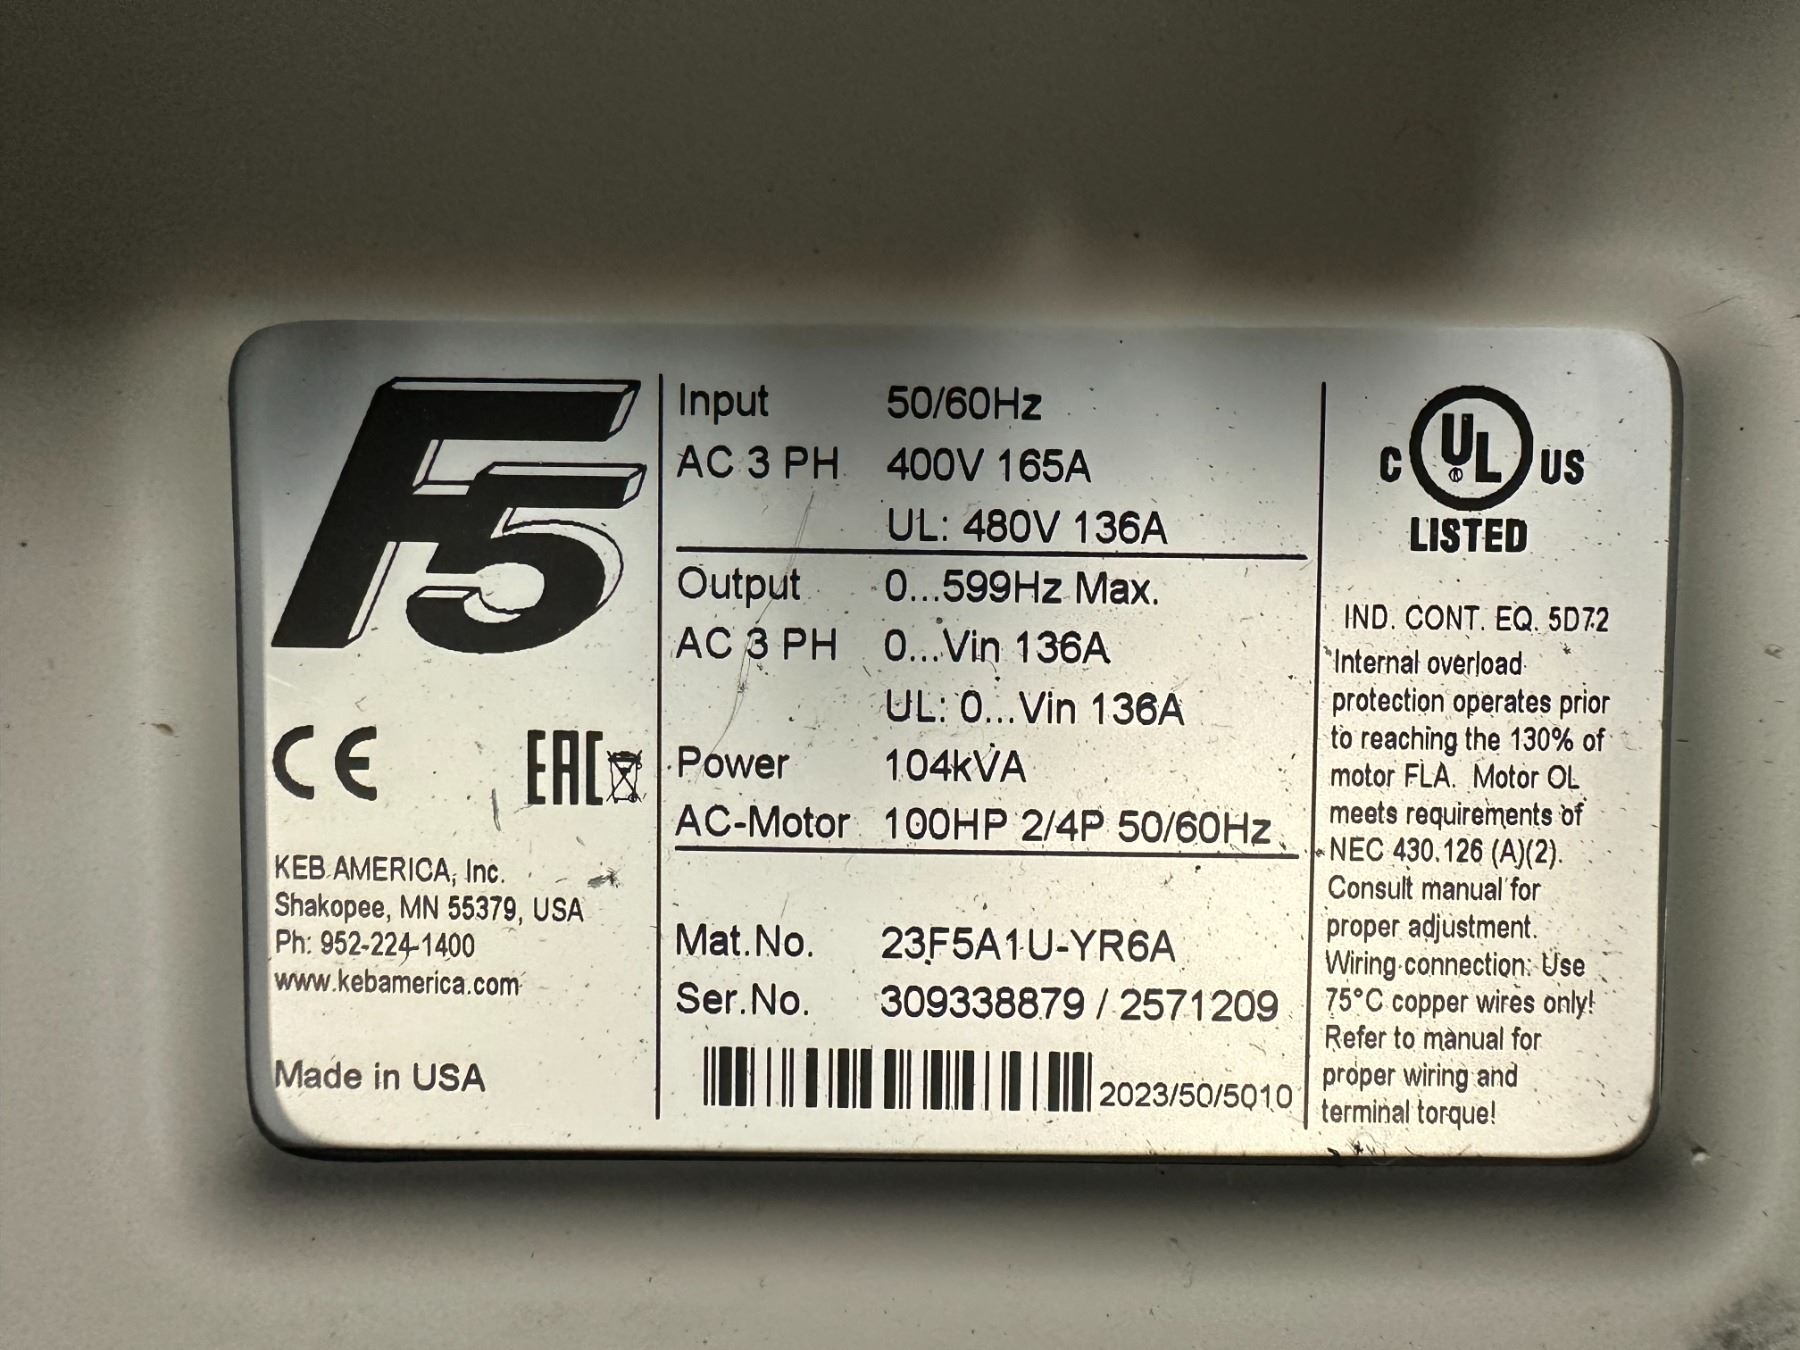 F5
CE EAC
KEB AMERICA, Inc.
Shakopee, MN 55379, USA
Ph: 952-224-1400
www.kebamerica.com
Made in USA
Input 50/60Hz
AC 3 PH 400V 165A
UL: 480V 136A
Output 0...599Hz Max.
AC 3 PH 0...Vin 136A
UL: 0...Vin 136A
Power 104kVA
AC-Motor 100HP 2/4P 50/60Hz
Mat.No. 23F5A1U-YR6A
Ser.No. 309338879 / 2571209
2023/50/5010
C UL ® US
LISTED
IND. CONT. EQ. 5D72
Internal overload
protection operates prior
to reaching the 130% of
motor FLA. Motor OL
meets requirements of
NEC 430.126 (A)(2).
Consult manual for
proper adjustment.
Wiring connection: Use
75°C copper wires only!
Refer to manual for
proper wiring and
terminal torque!